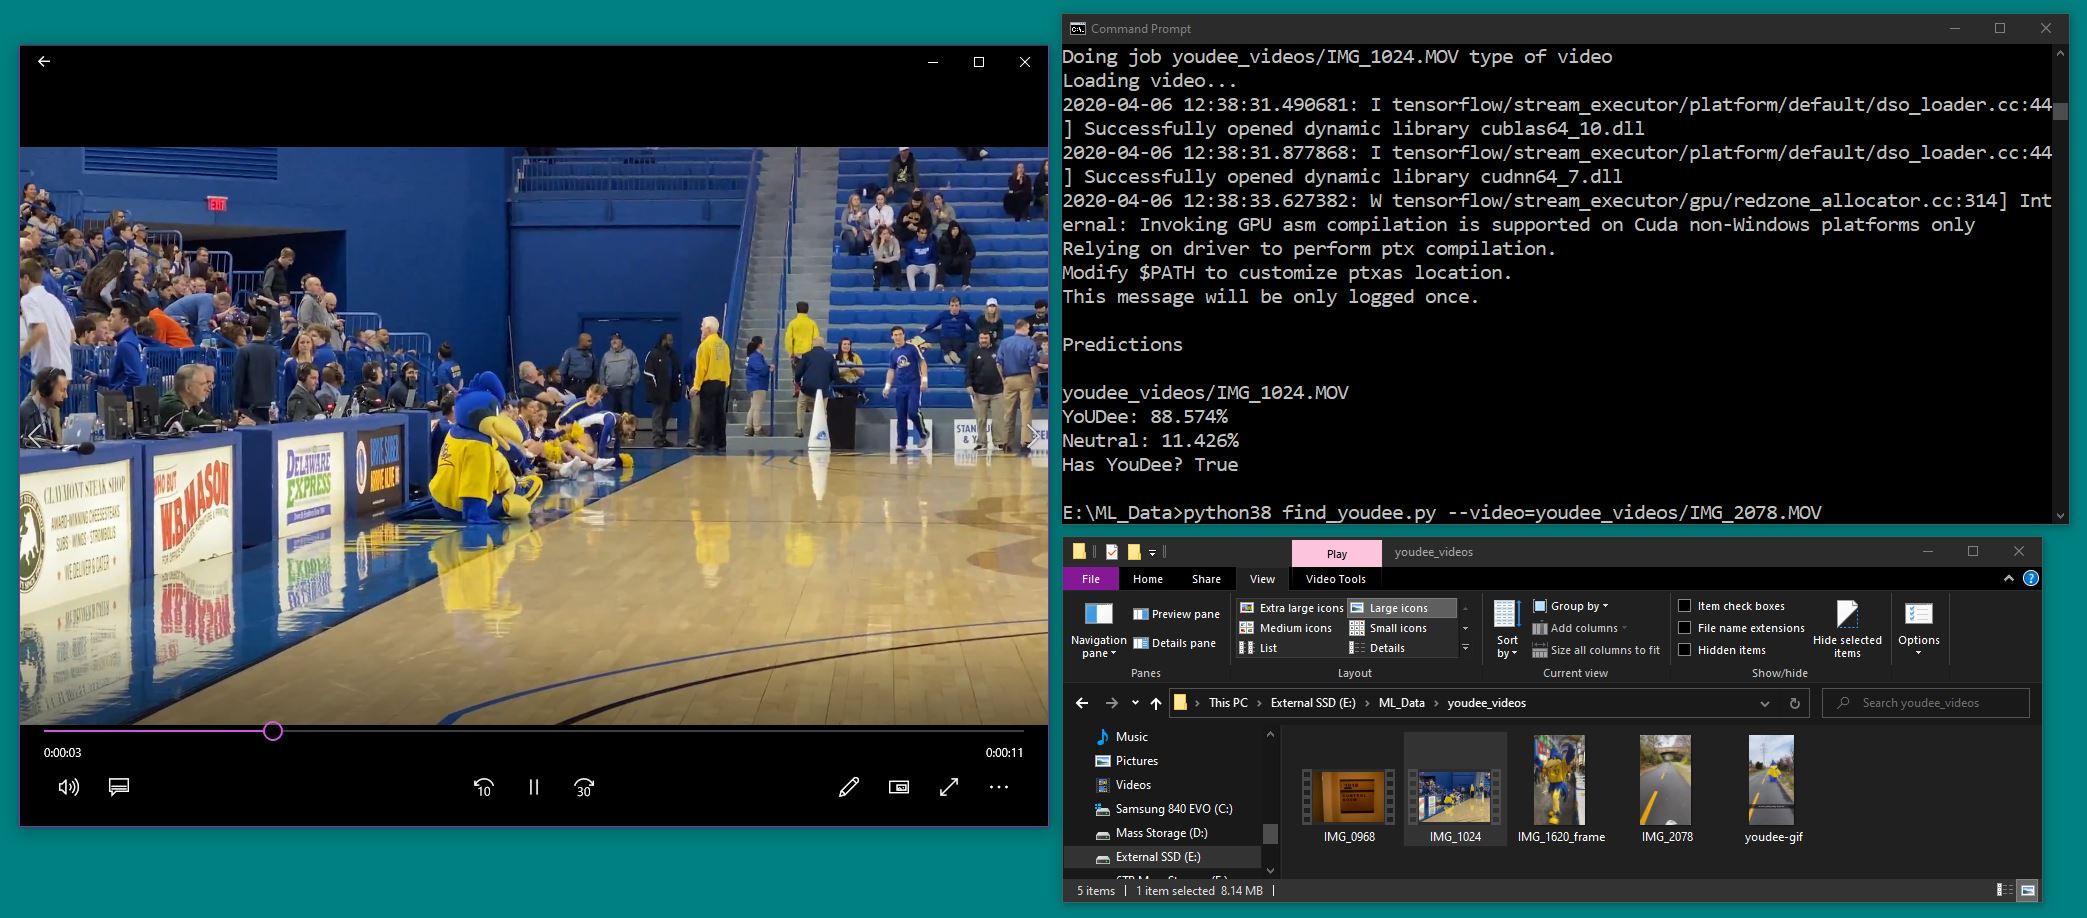 EXIT
CLAYMONT STEAK SHOP
AWARD-WINNING CHEESESTEAKS
SUBS - WINGS - STROMBOLIS
WE DELIVER & CATER
WHO BUT
W.B. MASON
DELAWARE
EXPRESS
DRIVE SOBER
ARRIVE ALIVE
STAN
& Y
0:00:03
0:00:11
10
30
Command Prompt
Doing job youdee_videos/IMG_1024.MOV type of video
Loading video...
2020-04-06 12:38:31.490681: I tensorflow/stream_executor/platform/default/dso_loader.cc:44
] Successfully opened dynamic library cublas64_10.dll
2020-04-06 12:38:31.877868: I tensorflow/stream_executor/platform/default/dso_loader.cc:44
] Successfully opened dynamic library cudnn64_7.dll
2020-04-06 12:38:33.627382: W tensorflow/stream_executor/gpu/redzone_allocator.cc:314] Int
ernal: Invoking GPU asm compilation is supported on Cuda non-Windows platforms only
Relying on driver to perform ptx compilation.
Modify $PATH to customize ptxas location.
This message will be only logged once.
Predictions
youdee_videos/IMG_1024.MOV
YoUDee: 88.574%
Neutral: 11.426%
Has YouDee? True
E:\ML_Data>python38 find_youdee.py --video=youdee_videos/IMG_2078.MOV
Play
youdee_videos
File
Home
Share
View
Video Tools
Navigation
pane
Preview pane
Details pane
Panes
Extra large icons
Large icons
Medium icons
Small icons
List
Details
Layout
Sort
by
Group by
Add columns
Size all columns to fit
Current view
Item check boxes
File name extensions
Hidden items
Hide selected
items
Show/hide
Options
This PC > External SSD (E:) > ML_Data > youdee_videos
Search youdee_videos
Music
Pictures
Videos
Samsung 840 EVO (C:)
Mass Storage (D:)
External SSD (E:)
IMG_0968
IMG_1024
IMG_1620_frame
IMG_2078
youdee-gif
5 items
1 item selected 8.14 MB